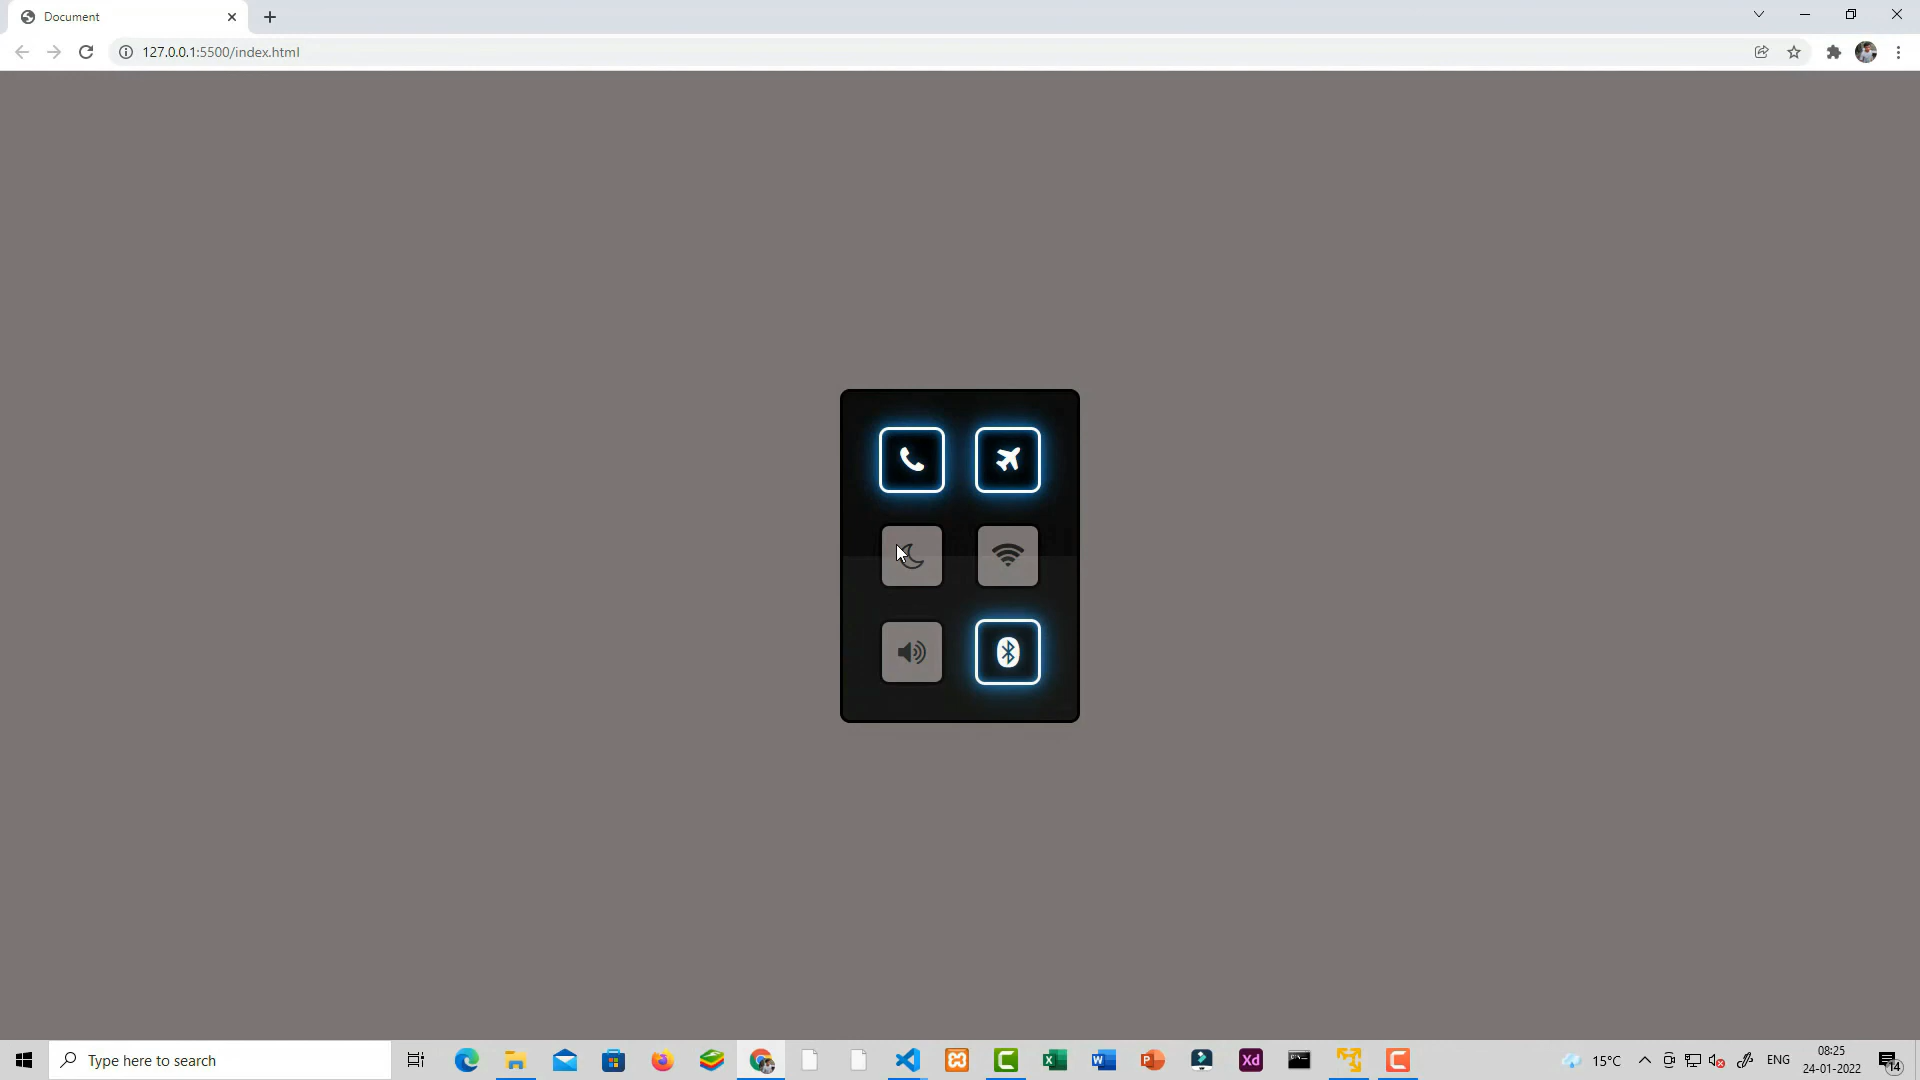 Document
127.0.0.1:5500/index.html
Type here to search
Xd
15°C
ENG
08:25
24-01-2022
14